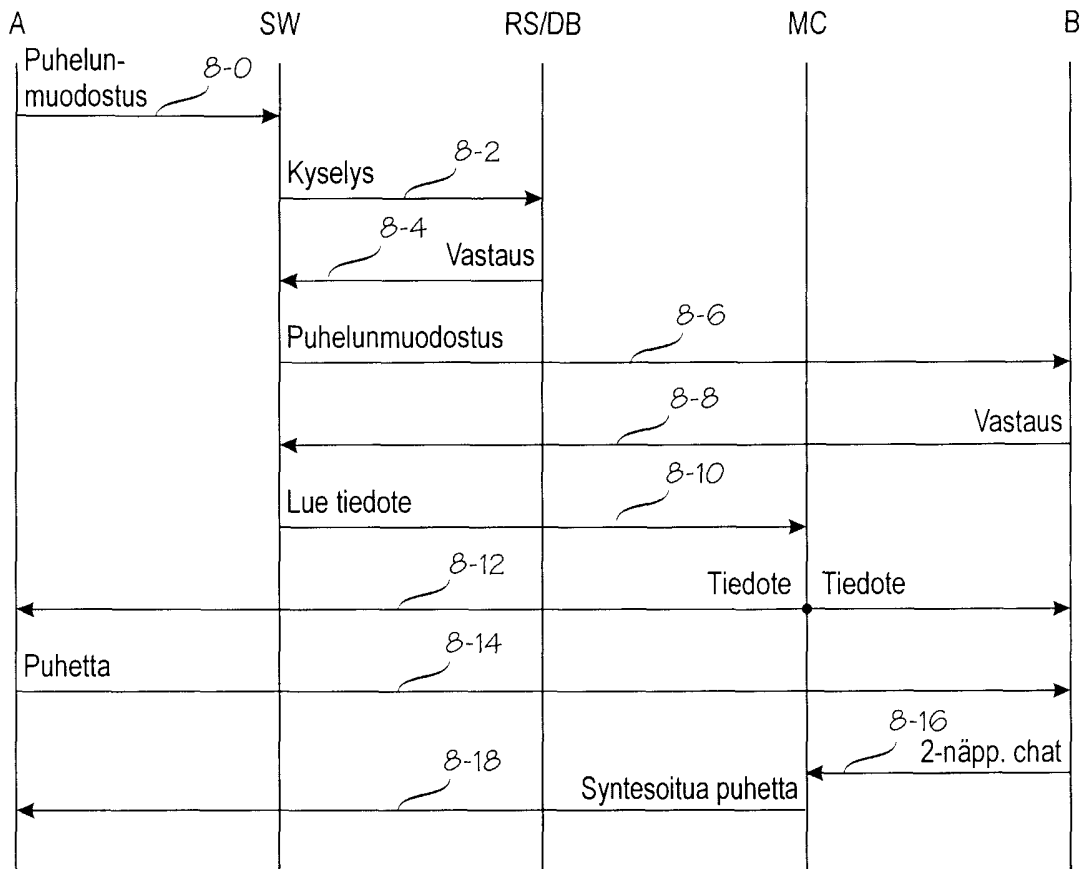 A SW RS/DB MC B
Puhelun-
muodostus
8-0
Kyselys
8-2
8-4
Vastaus
Puhelunmuodostus
8-6
8-8
Vastaus
Lue tiedote
8-10
8-12
Tiedote
Tiedote
Puhetta
8-14
8-16
2-näpp. chat
8-18
Syntesoitua puhetta